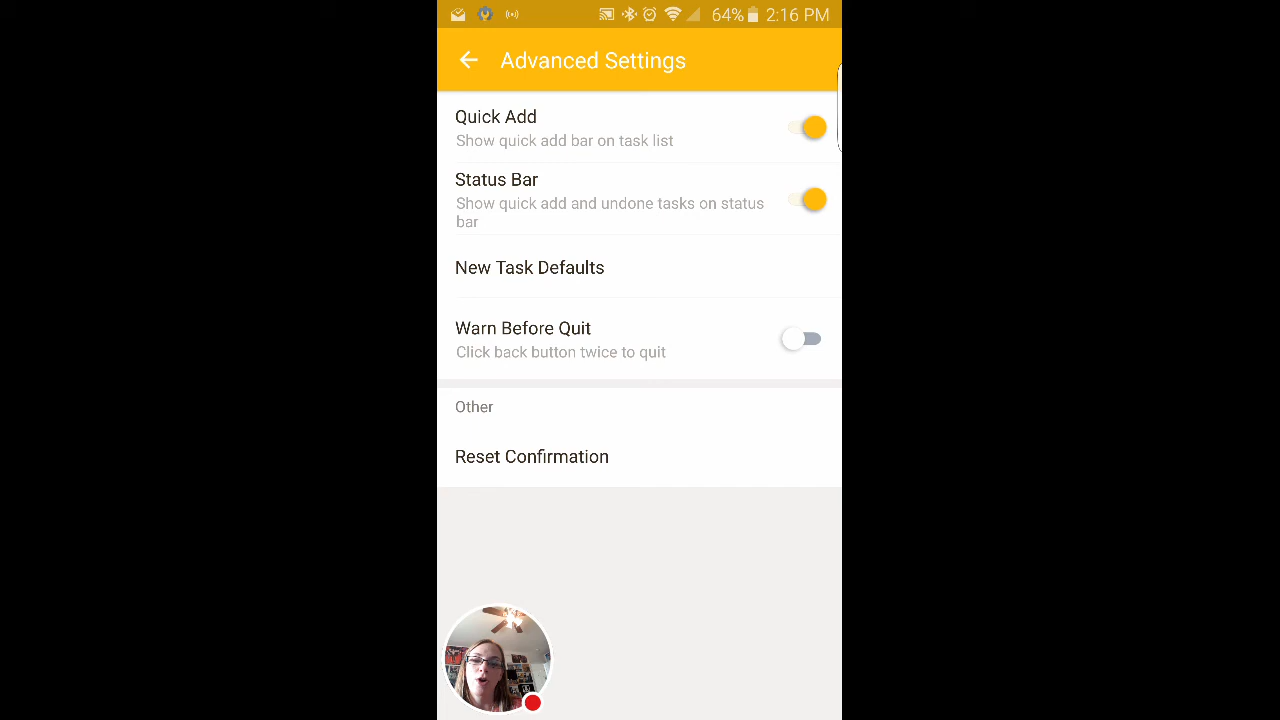 64% 2:16 PM
Advanced Settings
Quick Add
Show quick add bar on task list
Status Bar
Show quick add and undone tasks on status
bar
New Task Defaults
Warn Before Quit
Click back button twice to quit
Other
Reset Confirmation